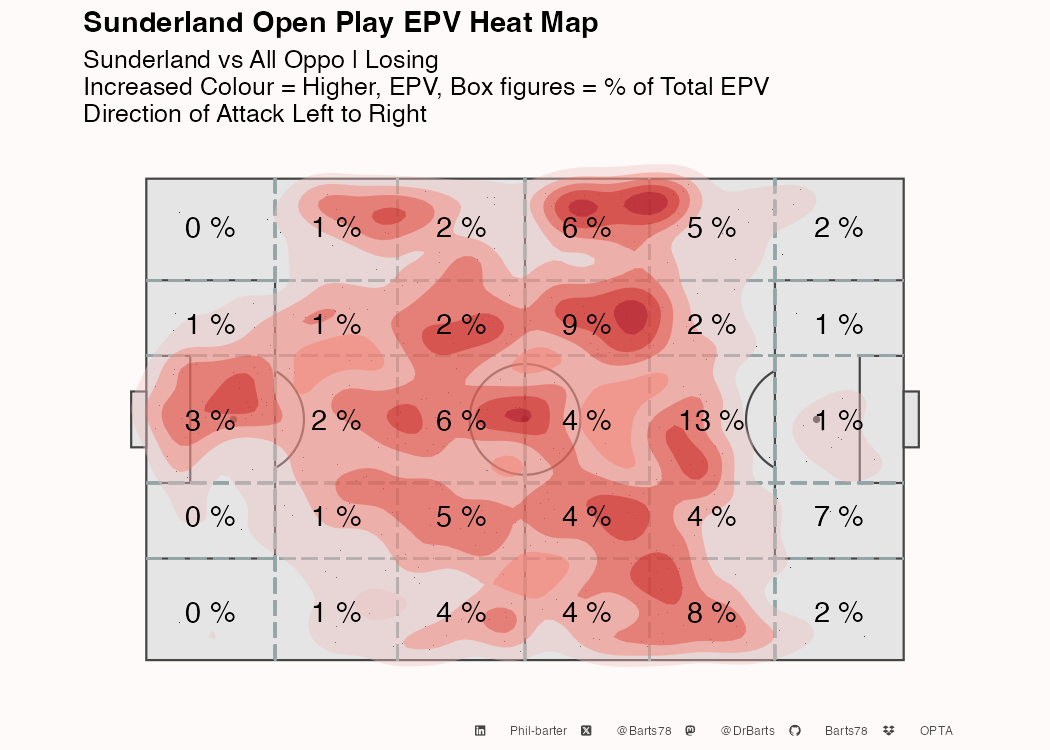 Sunderland Open Play EPV Heat Map
Sunderland vs All Oppo | Losing
Increased Colour = Higher, EPV, Box figures = % of Total EPV
Direction of Attack Left to Right
0 % 1 % 2 % 6 % 5 % 2 %
1 % 1 % 2 % 9 % 2 % 1 %
3 % 2 % 6 % 4 % 13 % 1 %
0 % 1 % 5 % 4 % 4 % 7 %
0 % 1 % 4 % 4 % 8 % 2 %
Phil-barter @Barts78 @DrBarts Barts78 OPTA